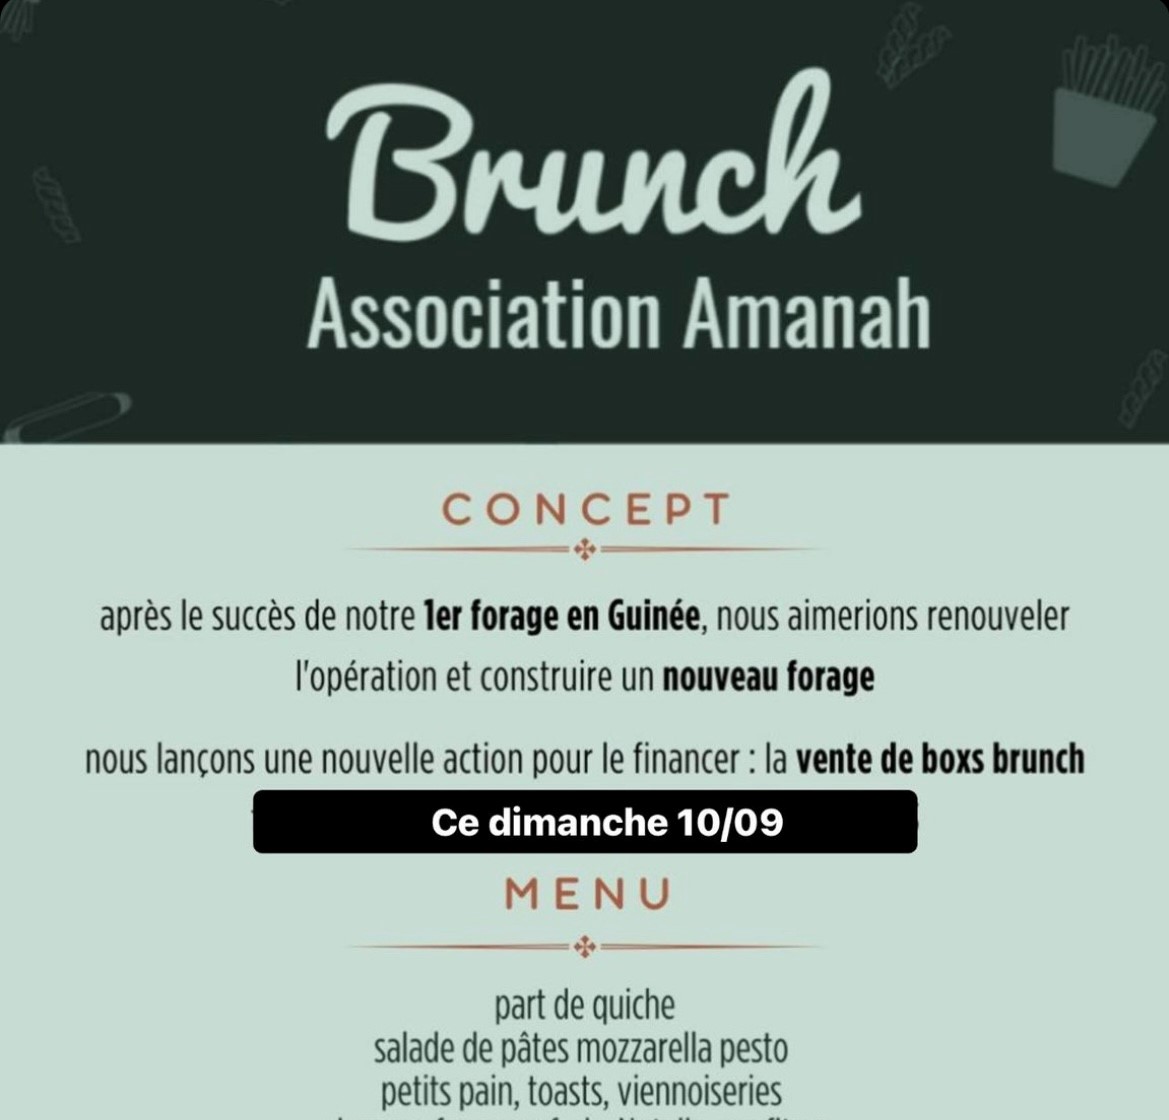 Brunch
Association Amanah
CONCEPT
après le succès de notre 1er forage en Guinée, nous aimerions renouveler
l'opération et construire un nouveau forage
nous lançons une nouvelle action pour le financer : la vente de boxs brunch
Ce dimanche 10/09
MENU
part de quiche
salade de pâtes mozzarella pesto
petits pain, toasts, viennoiseries